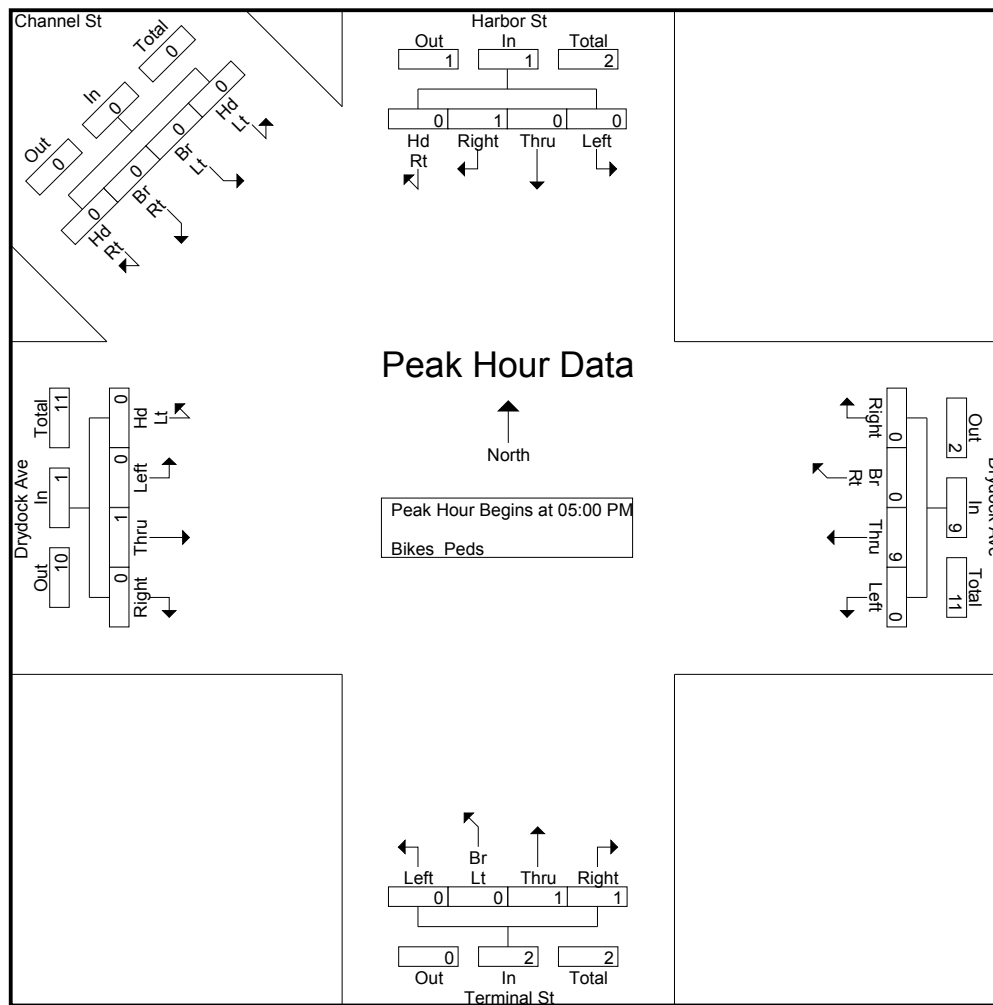 Channel St
Harbor St
Out In Total
1 1 2
0 1 0 0
Hd Rt Right Thru Left
Total
0
In
0
Out
0
0
Hd Lt
0
Br Lt
0
Br Rt
0
Hd Rt
Peak Hour Data
North
Peak Hour Begins at 05:00 PM
Bikes Peds
Drydock Ave
Total In Out
11 1 10
0 0 1 0
Hd Lt Left Thru Right
Right Br Rt Thru Left
0 0 9 0
Out In Total
2 9 11
Drydock Ave
Left Br Lt Thru Right
0 0 1 1
0 2 2
Out In Total
Terminal St